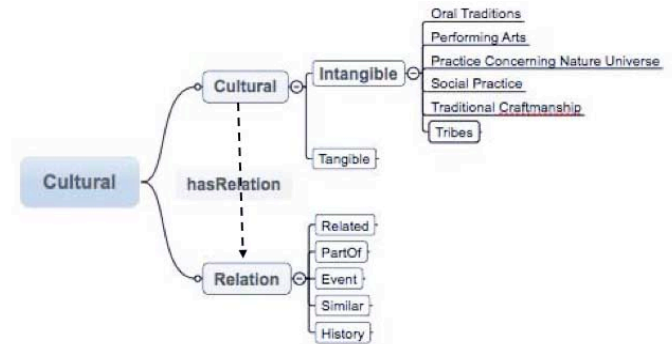 Cultural
Cultural
Intangible
Oral Traditions
Performing Arts
Practice Concerning Nature Universe
Social Practice
Traditional Craftmanship
Tribes
Tangible
hasRelation
Relation
Related
PartOf
Event
Similar
History